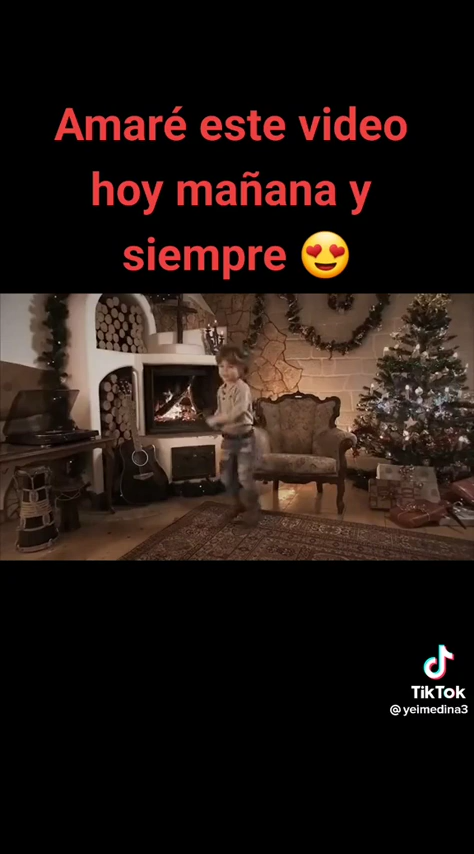 Amaré este video
hoy mañana y
siempre 😍
TikTok
@yeimedina3